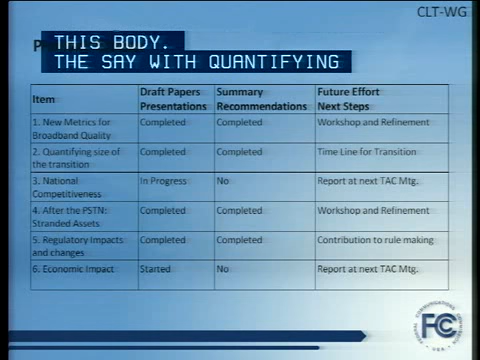 CLT-WG
THIS BODY.
THE SAY WITH QUANTIFYING
Item
Draft Papers
Presentations
Summary
Recommendations
Future Effort
Next Steps
1. New Metrics for
Broadband Quality
Completed
Completed
Workshop and Refinement
2. Quantifying size of
the transition
Completed
Completed
Time Line for Transition
3. National
Competitiveness
In Progress
No
Report at next TAC Mtg.
4. After the PSTN:
Stranded Assets
Completed
Completed
Workshop and Refinement
5. Regulatory Impacts
and changes
Completed
Completed
Contribution to rule making
6. Economic Impact
Started
No
Report at next TAC Mtg.
FEDERAL COMMUNICATIONS COMMISSION
FCC
USA